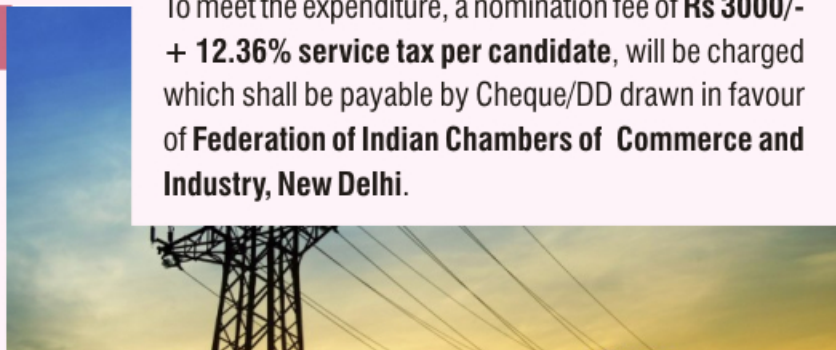 To meet the expenditure, a nomination fee of Rs 3000/-
+ 12.36% service tax per candidate, will be charged
which shall be payable by Cheque/DD drawn in favour
of Federation of Indian Chambers of Commerce and
Industry, New Delhi.